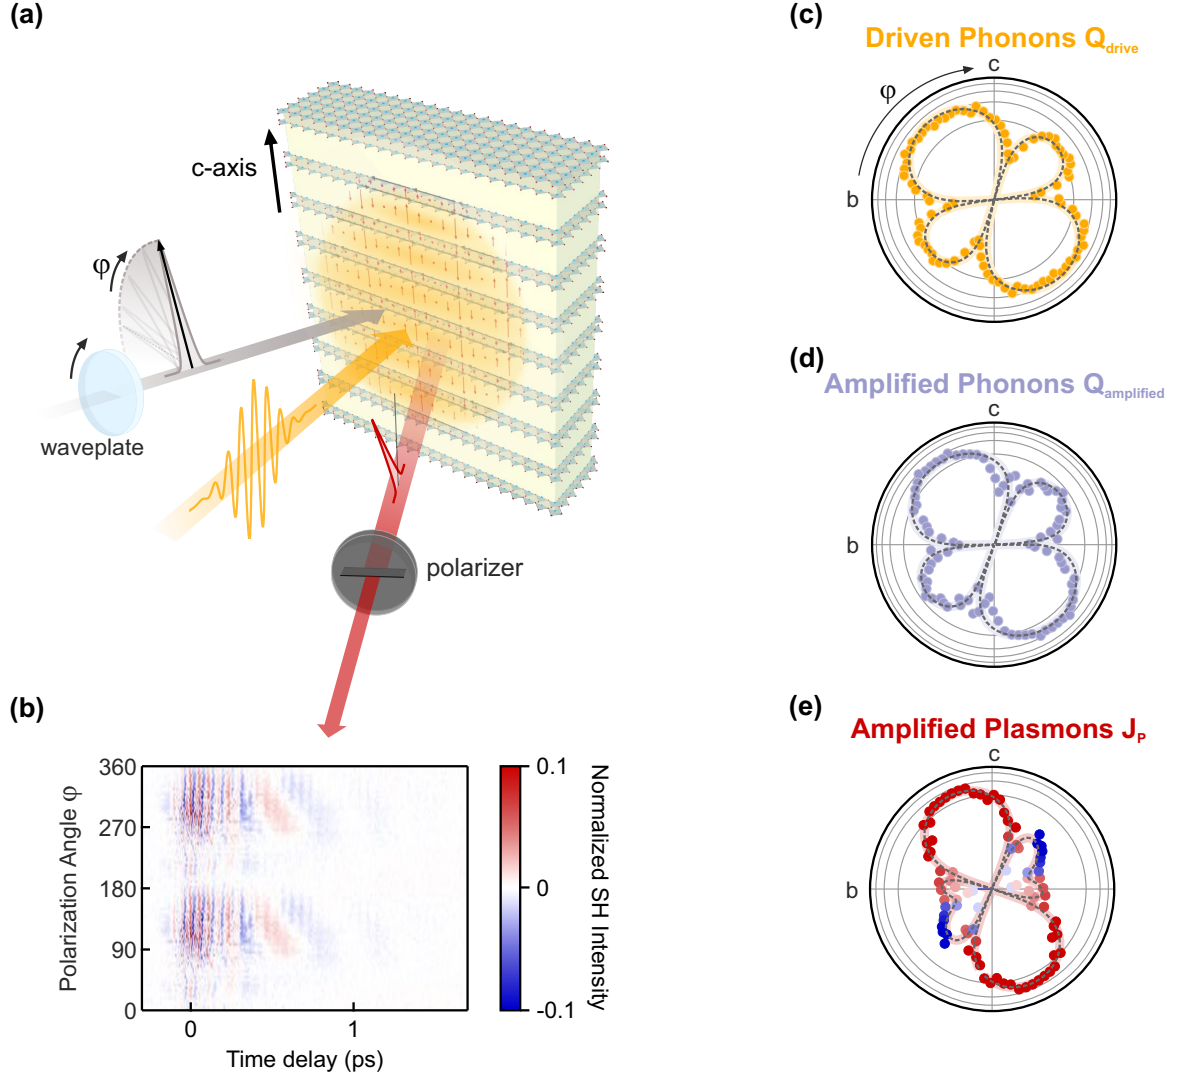 (a)
c-axis
φ
waveplate
polarizer
(b)
Polarization Angle φ
360
270
180
90
0
0
1
Time delay (ps)
0.1
0
-0.1
Normalized SH Intensity
(c)
Driven Phonons Q_drive
c
φ
b
(d)
Amplified Phonons Q_amplified
c
b
(e)
Amplified Plasmons J_P
c
b